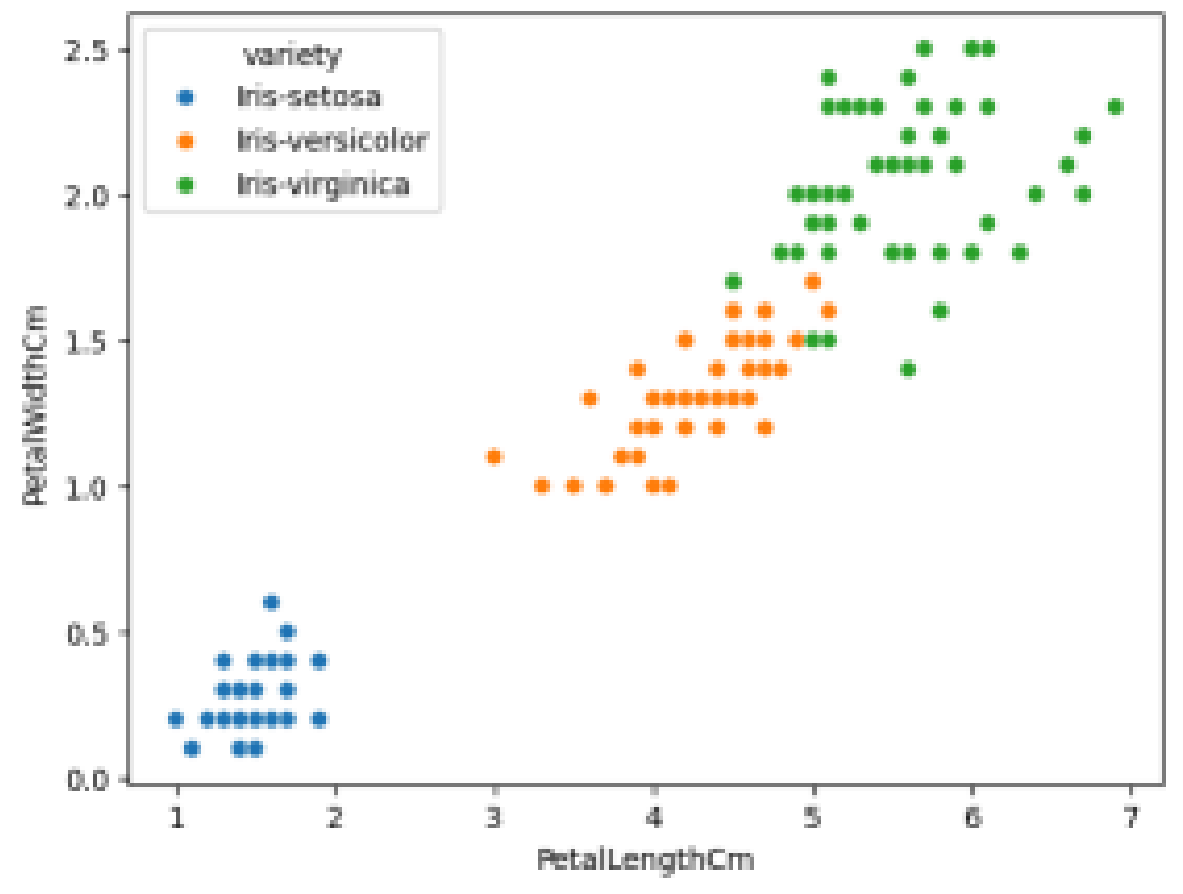 variety
Iris-setosa
Iris-versicolor
Iris-virginica
PetalWidthCm
2.5
2.0
1.5
1.0
0.5
0.0
1 2 3 4 5 6 7
PetalLengthCm